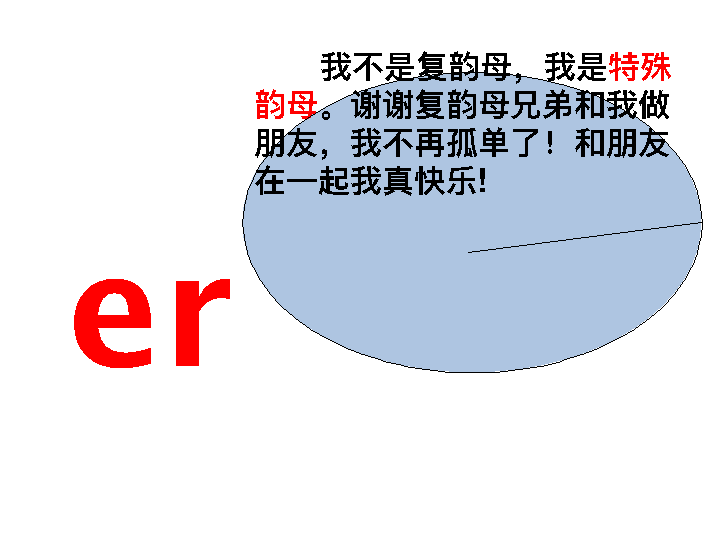 我不是复韵母，我是特殊
韵母。谢谢复韵母兄弟和我做
朋友，我不再孤单了！和朋友
在一起我真快乐!
er